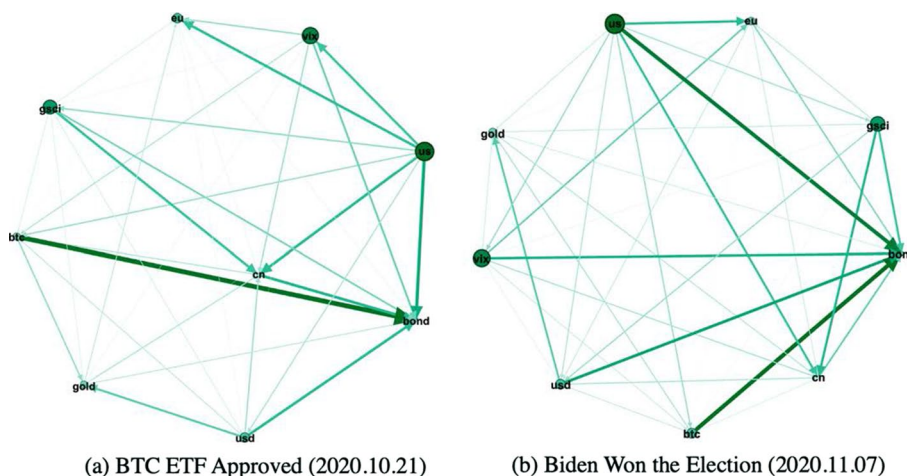 eu
vix
gsci
us
btc
cn
bond
gold
usd
(a) BTC ETF Approved (2020.10.21)
us
eu
gsci
gold
vix
bon
usd
cn
btc
(b) Biden Won the Election (2020.11.07)